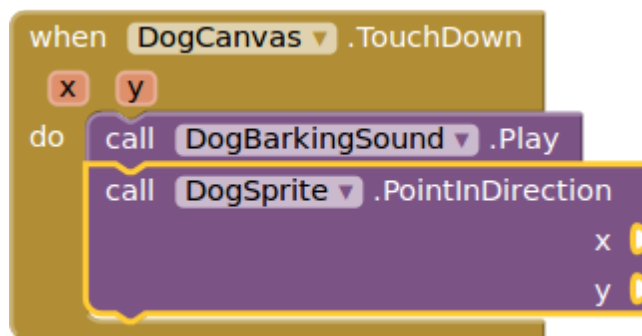 when DogCanvas .TouchDown
x y
do call DogBarkingSound .Play
call DogSprite .PointInDirection
x
y